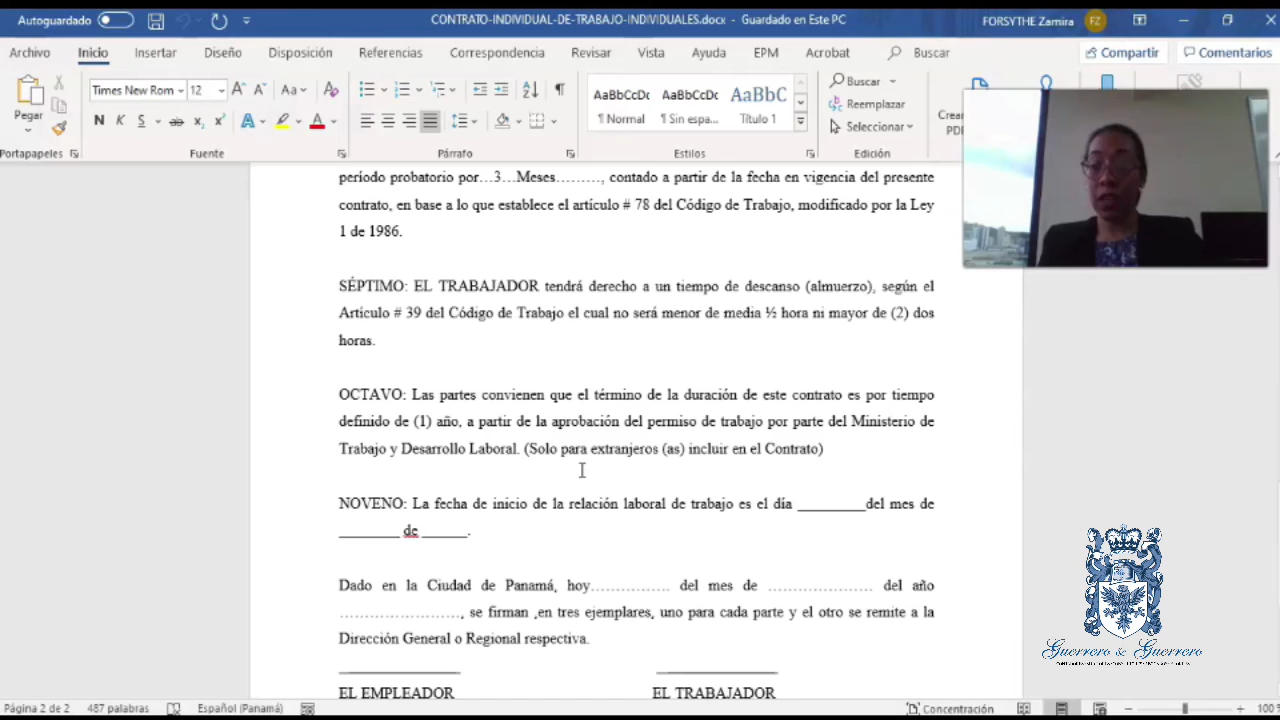 Autoguardado
CONTRATO-INDIVIDUAL-DE-TRABAJO-INDIVIDUALES.docx - Guardado en Este PC
FORSYTHE Zamira FZ
Archivo Inicio Insertar Diseño Disposición Referencias Correspondencia Revisar Vista Ayuda EPM Acrobat Buscar
Compartir Comentarios
Pegar
Times New Rom 12
Aa
N K S ab x₂ x² A A
AaBbCcDc AaBbCcDc AaBbC
¶ Normal ¶ Sin espa... Título 1
Buscar
Reemplazar
Seleccionar
Crear
PDF
Portapapeles Fuente Párrafo Estilos Edición
período probatorio por…3…Meses………, contado a partir de la fecha en vigencia del presente
contrato, en base a lo que establece el artículo # 78 del Código de Trabajo, modificado por la Ley
1 de 1986.
SÉPTIMO: EL TRABAJADOR tendrá derecho a un tiempo de descanso (almuerzo), según el
Artículo # 39 del Código de Trabajo el cual no será menor de media ½ hora ni mayor de (2) dos
horas.
OCTAVO: Las partes convienen que el término de la duración de este contrato es por tiempo
definido de (1) año, a partir de la aprobación del permiso de trabajo por parte del Ministerio de
Trabajo y Desarrollo Laboral. (Solo para extranjeros (as) incluir en el Contrato)
NOVENO: La fecha de inicio de la relación laboral de trabajo es el día _________del mes de
________ de ______.
Dado en la Ciudad de Panamá, hoy…………… del mes de ………………… del año
……………………, se firman ,en tres ejemplares, uno para cada parte y el otro se remite a la
Dirección General o Regional respectiva.
EL EMPLEADOR EL TRABAJADOR
Guerrero & Guerrero
Página 2 de 2 487 palabras Español (Panamá) Concentración 100